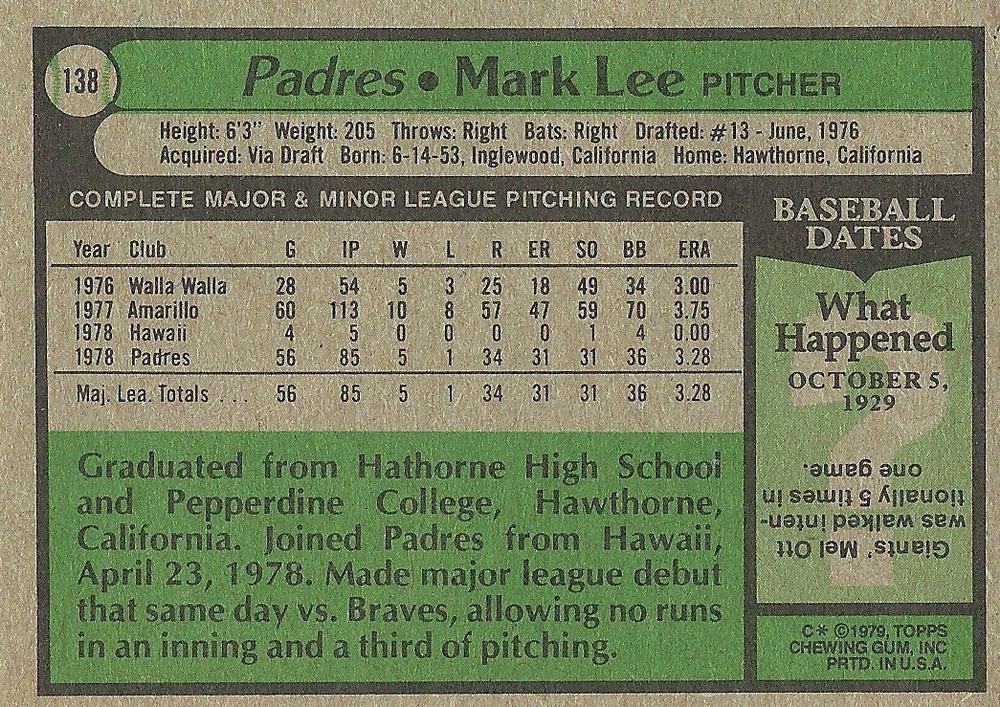 138
Padres • Mark Lee PITCHER
Height: 6'3" Weight: 205 Throws: Right Bats: Right Drafted: #13 - June, 1976
Acquired: Via Draft Born: 6-14-53, Inglewood, California Home: Hawthorne, California
COMPLETE MAJOR & MINOR LEAGUE PITCHING RECORD
Year Club G IP W L R ER SO BB ERA
1976 Walla Walla 28 54 5 3 25 18 49 34 3.00
1977 Amarillo 60 113 10 8 57 47 59 70 3.75
1978 Hawaii 4 5 0 0 0 0 1 4 0.00
1978 Padres 56 85 5 1 34 31 31 36 3.28
Maj. Lea. Totals . . . 56 85 5 1 34 31 31 36 3.28
Graduated from Hathorne High School
and Pepperdine College, Hawthorne,
California. Joined Padres from Hawaii,
April 23, 1978. Made major league debut
that same day vs. Braves, allowing no runs
in an inning and a third of pitching.
BASEBALL
DATES
What
Happened
OCTOBER 5,
1929
?
Giants' Mel Ott
was walked inten-
tionally 5 times in
one game.
C* ©1979, TOPPS
CHEWING GUM, INC
PRTD. IN U.S.A.